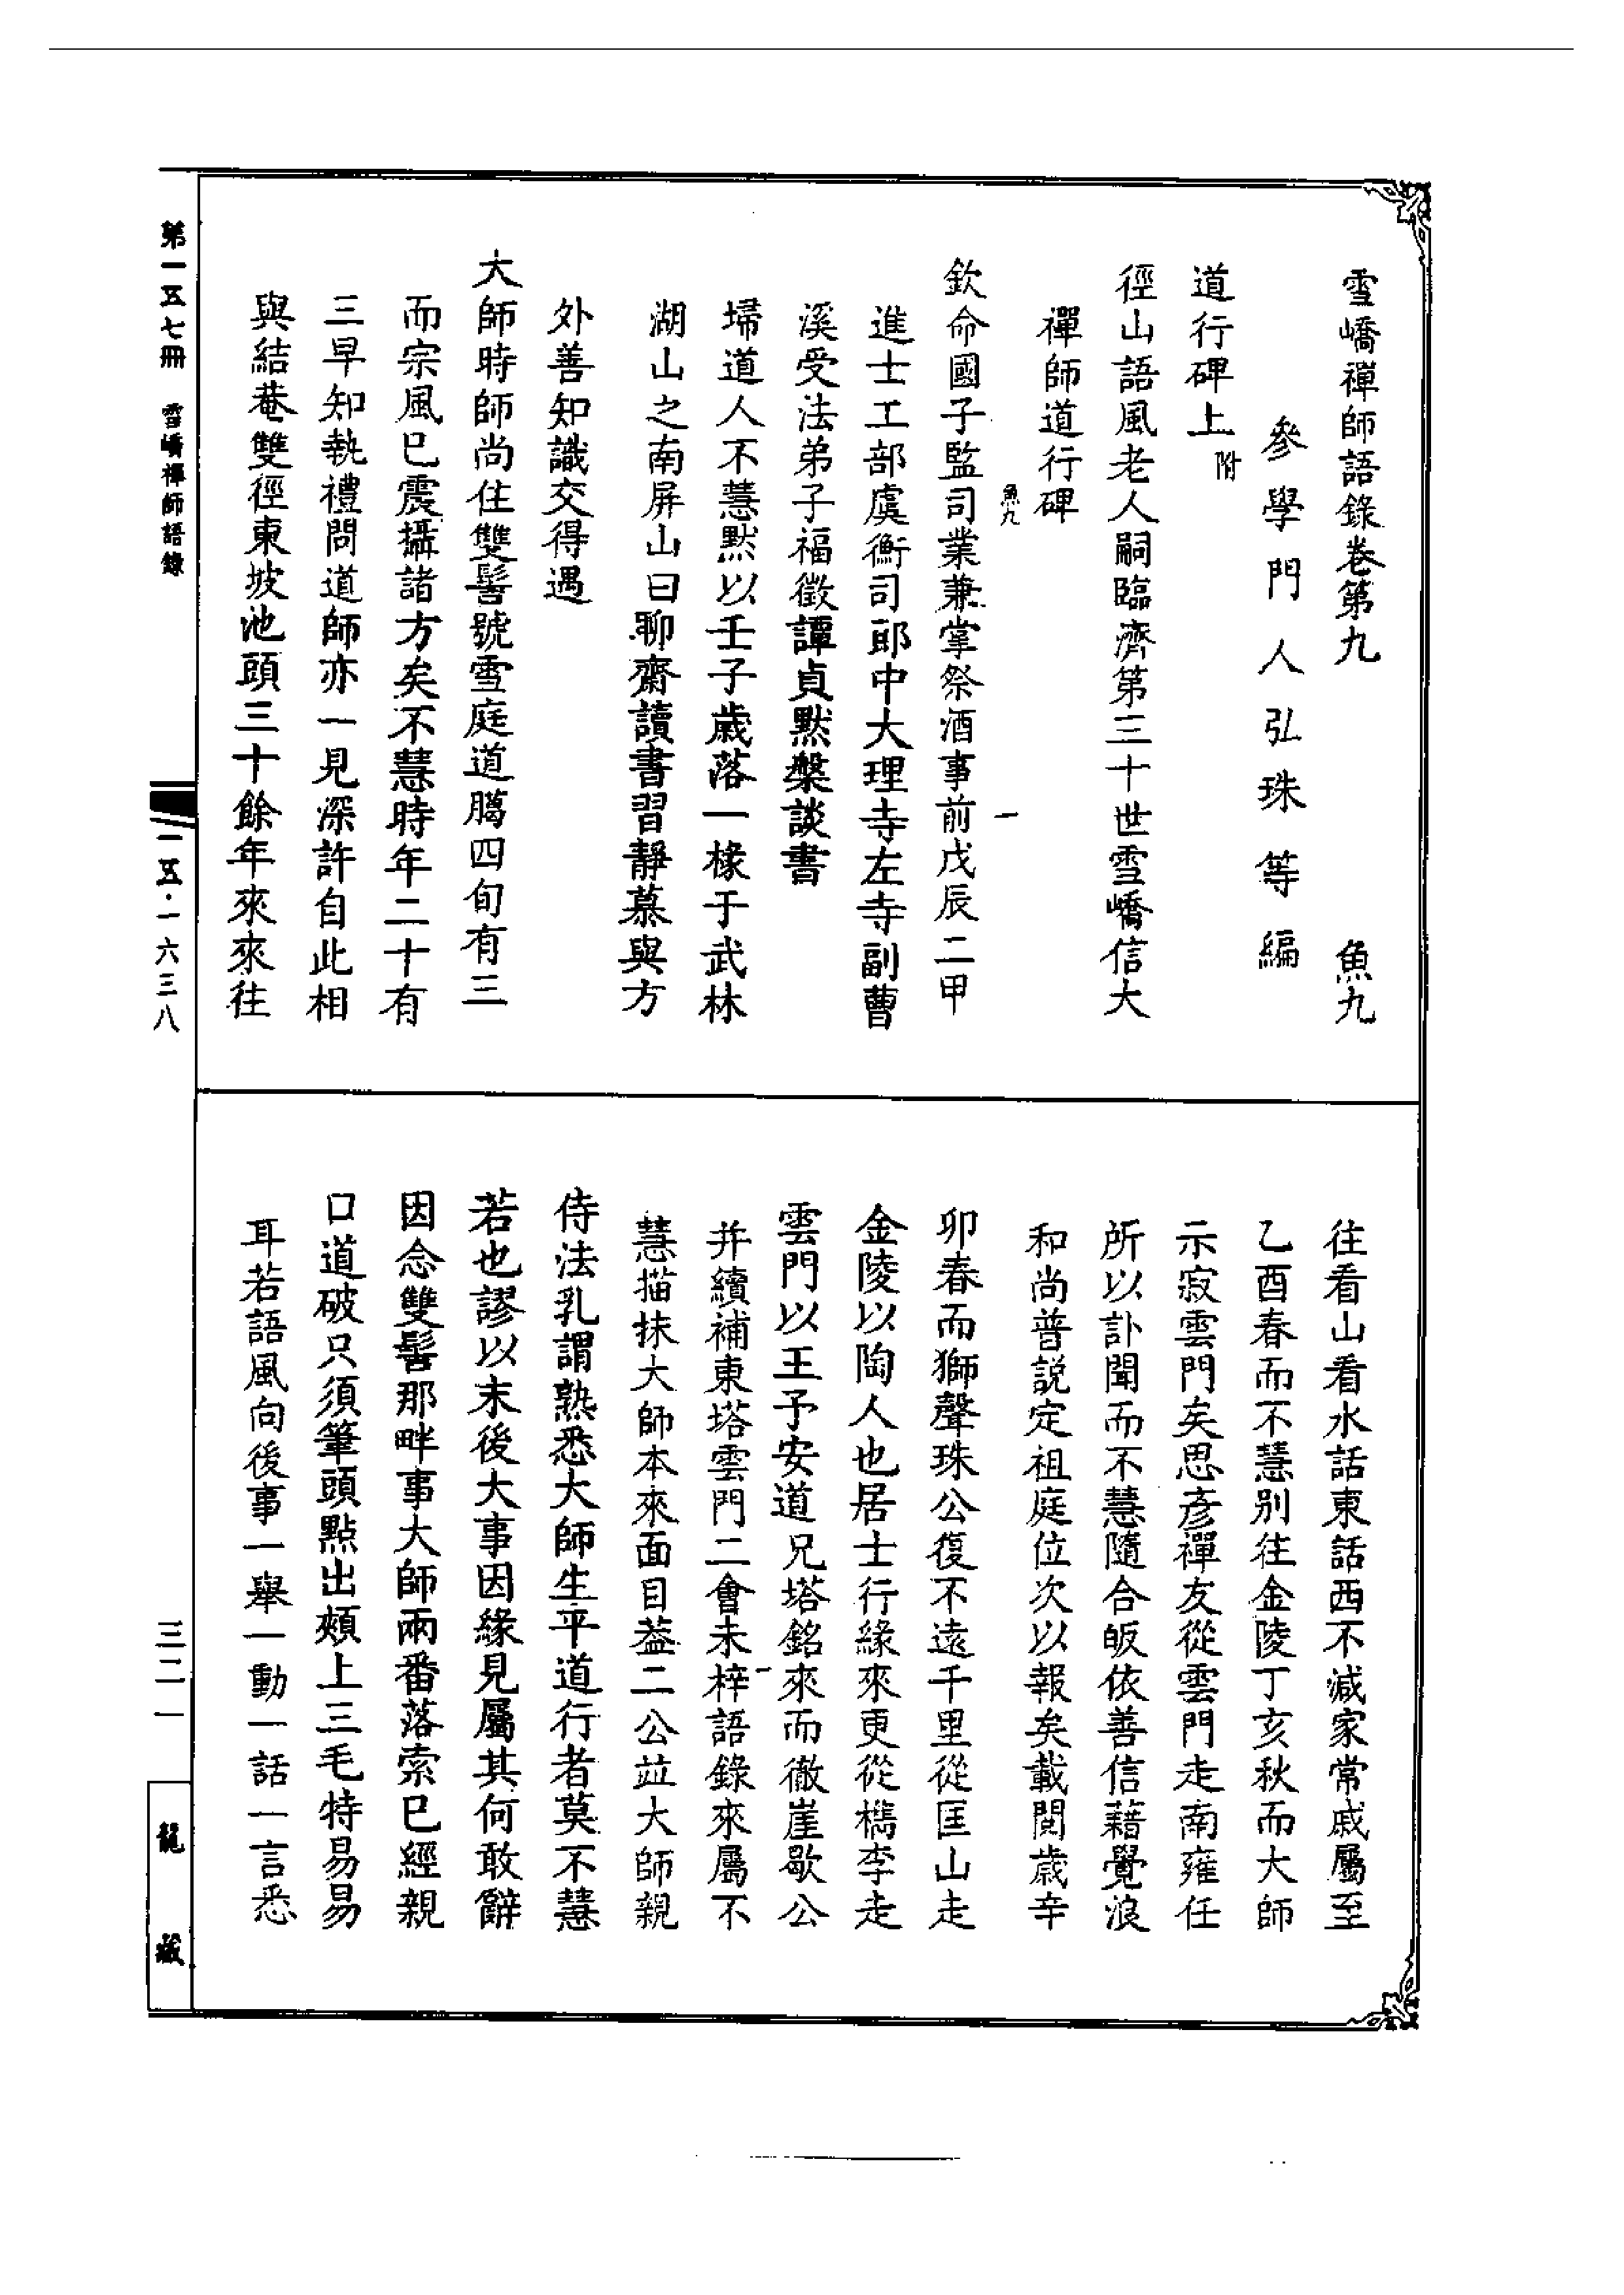 雪嶠禪師語錄卷第九　魚九
參學門人弘珠等編
道行碑上附
徑山語風老人嗣臨濟第三十世雪嶠信大
禪師道行碑
魚九　一
欽命國子監司業兼掌祭酒事前戊辰二甲
進士工部虞衡司郎中大理寺左寺副曹
溪受法弟子福徵譚貞默槃談書
埽道人不慧默以壬子歲落一椽于武林
湖山之南屏山曰聊齋讀書習靜慕與方
外善知識交得遇
大師時師尚住雙髻號雪庭道臈四旬有三
而宗風已震攝諸方矣不慧時年二十有
三早知執禮問道師亦一見深許自此相
與結菴雙徑東坡池頭三十餘年來來往
往看山看水話東話西不減家常戚屬至
乙酉春而不慧別往金陵丁亥秋而大師
示寂雲門矣思彥禪友從雲門走南雍任
所以訃聞而不慧隨合皈依善信藉覺浪
和尚普說定祖庭位次以報矣載閱歲辛
卯春而獅聲珠公復不遠千里從匡山走
金陵以陶人也居士行緣來更從檇李走
雲門以王予安道兄塔銘來而徹崖歇公
并續補東塔雲門二會未梓語錄來屬不
慧描抹大師本來面目葢二公竝大師親
侍法乳謂熟悉大師生平道行者莫不慧
若也謬以末後大事因緣見屬其何敢辭
因念雙髻那畔事大師兩番落索已經親
口道破只須筆頭點出頰上三毛特易易
耳若語風向後事一舉一動一話一言悉
第一五七冊　雪嶠禪師語錄
一五·一六三八
三二一
龍藏